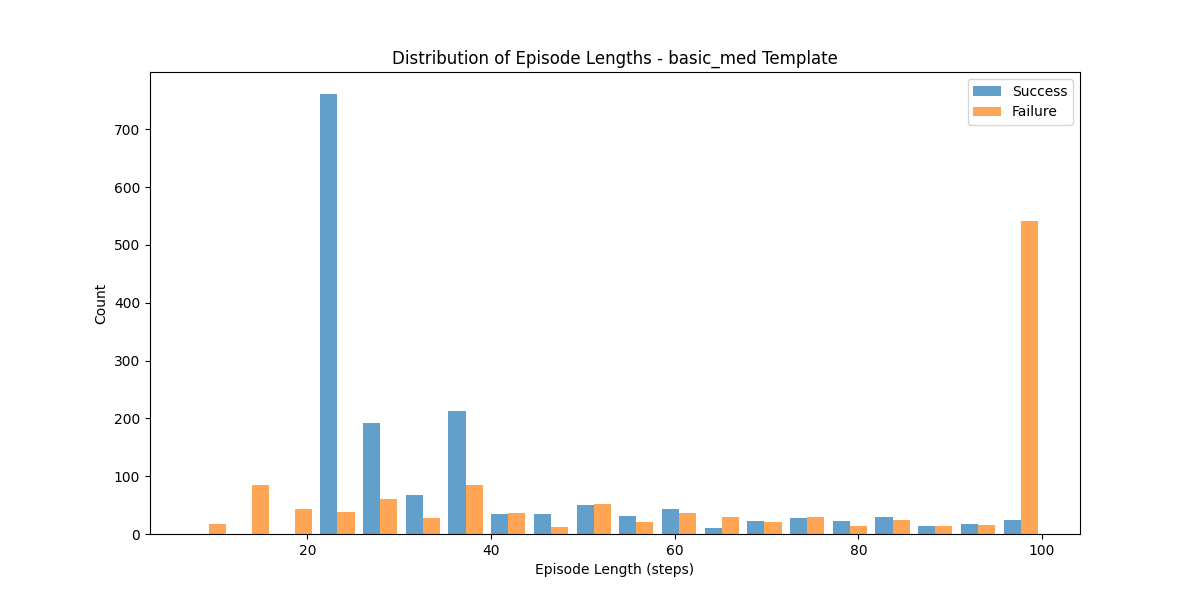 Distribution of Episode Lengths - basic_med Template
Success
Failure
700
600
500
400
300
200
100
0
Count
20
40
60
80
100
Episode Length (steps)